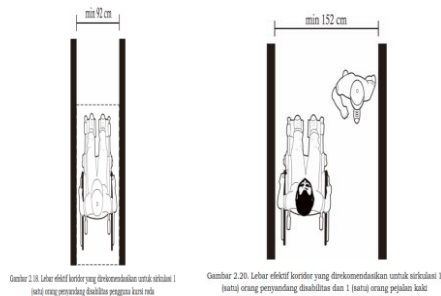 min 92 cm
Gambar 2.18. Lebar efektif koridor yang direkomendasikan untuk sirkulasi 1
(satu) orang penyandang disabilitas pengguna kursi roda
min 152 cm
Gambar 2.20. Lebar efektif koridor yang direkomendasikan untuk sirkulasi 1
(satu) orang penyandang disabilitas dan 1 (satu) orang pejalan kaki